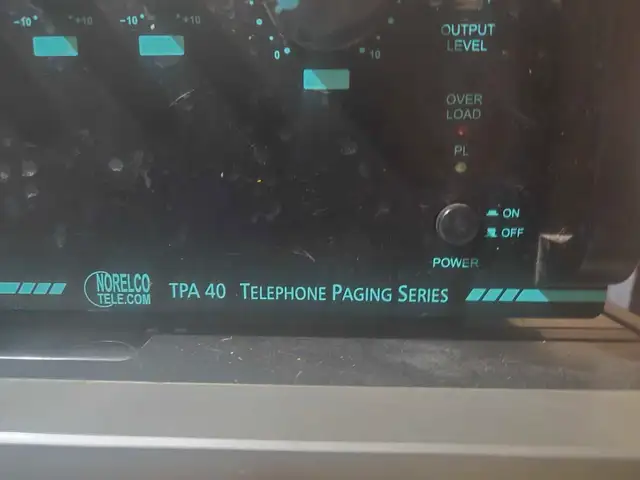 -10 +10 -10 +10
0 10
OUTPUT
LEVEL
OVER
LOAD
PL
ON
OFF
POWER
NORELCO
TELE.COM
TPA 40 TELEPHONE PAGING SERIES